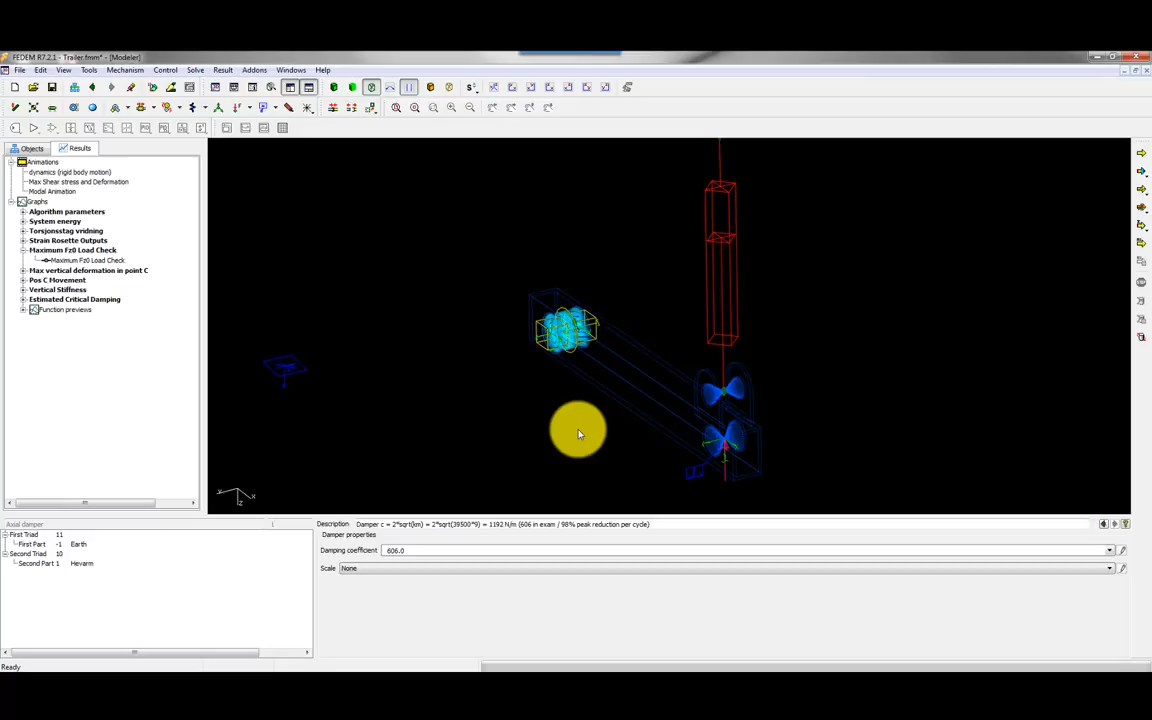 FEDEM R7.2.1 - Trailer.fmm* - [Modeler]
File Edit View Tools Mechanism Control Solve Result Addons Windows Help
Objects Results
Animations
dynamics (rigid body motion)
Max Shear stress and Deformation
Modal Animation
Graphs
Algorithm parameters
System energy
Torsjonsstag vridning
Strain Rosette Outputs
Maximum Fz0 Load Check
Maximum Fz0 Load Check
Max vertical deformation in point C
Pos C Movement
Vertical Stiffness
Estimated Critical Damping
Function previews
Y X
Z
Axial damper 1
First Triad 11
First Part -1 Earth
Second Triad 10
Second Part 1 Hevarm
Description Damper c = 2*sqrt(km) = 2*sqrt(39500*9) = 1192 N/m (606 in exam / 98% peak reduction per cycle)
Damper properties
Damping coefficient 606.0
Scale None
Ready